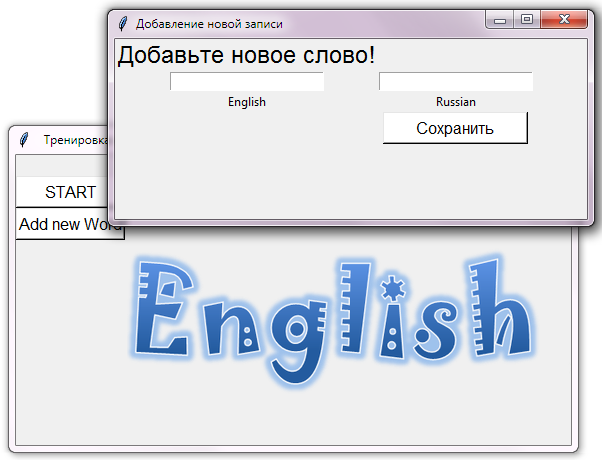 Добавление новой записи
Добавьте новое слово!
English
Russian
Сохранить
Тренировка
START
Add new Word
English